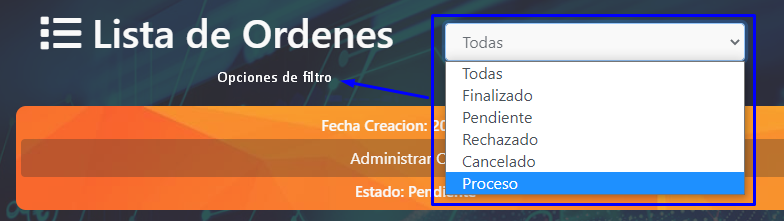 Lista de Ordenes
Todas
Opciones de filtro
Todas
Finalizado
Pendiente
Rechazado
Cancelado
Proceso
Fecha Creacion: 20
Administrar C
Estado: Pendiente